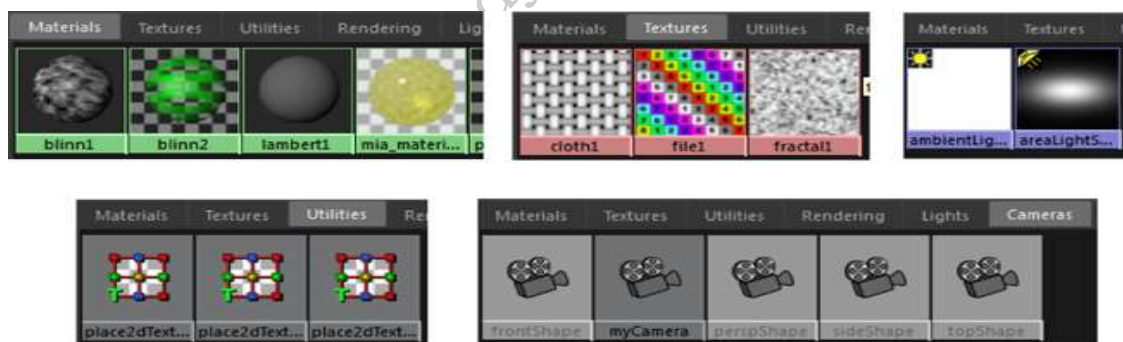 Materials Textures Utilities Rendering
blinn1 blinn2 lambert1 mia_materi...
Materials Textures Utilities
cloth1 file1 fractal1
Materials Textures
ambientLig... areaLightS...
Materials Textures Utilities
place2dText... place2dText... place2dText...
Materials Textures Utilities Rendering Lights Cameras
frontShape myCamera perspShape sideShape topShape